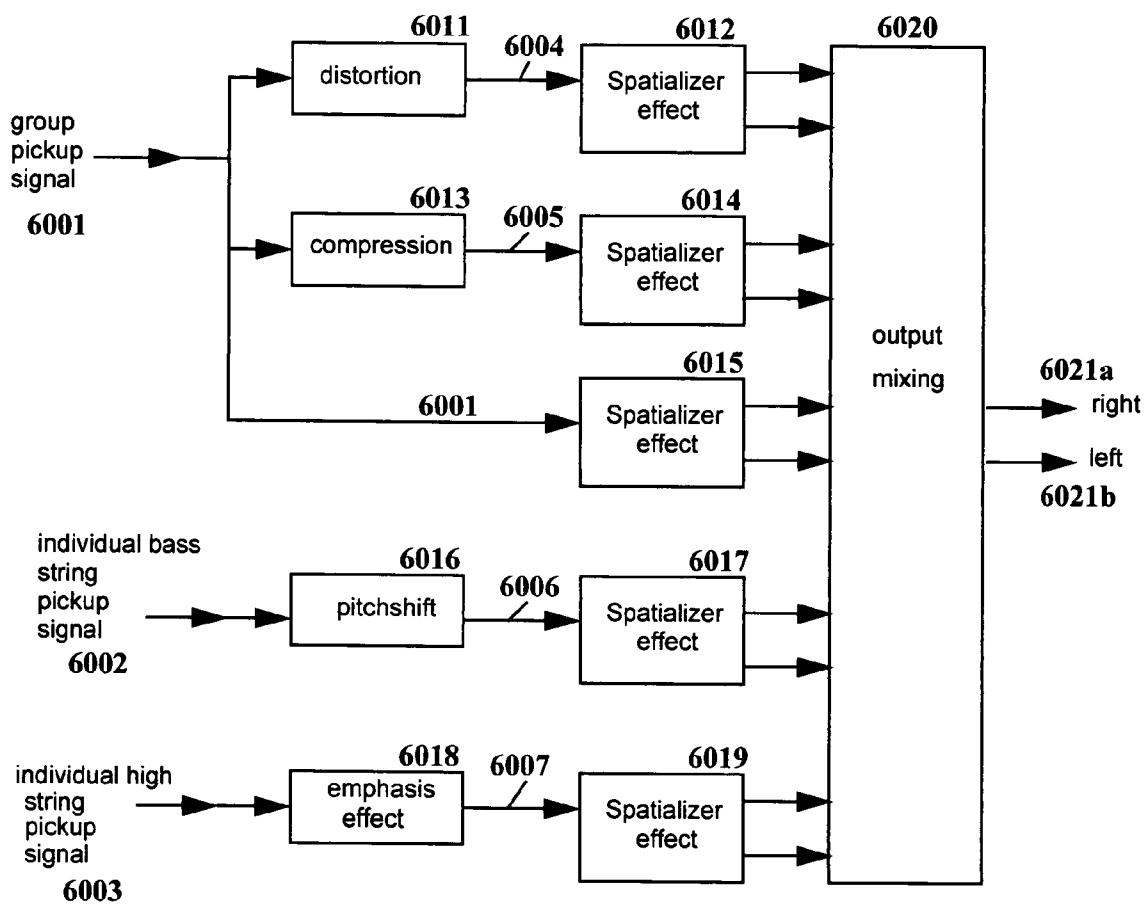 6011
distortion
6004
6012
Spatializer
effect
6020
group
pickup
signal
6001
6013
compression
6005
6014
Spatializer
effect
output
mixing
6015
6001
Spatializer
effect
6021a
right
left
6021b
individual bass
string
pickup
signal
6002
6016
pitchshift
6006
6017
Spatializer
effect
individual high
string
pickup
signal
6003
6018
emphasis
effect
6007
6019
Spatializer
effect